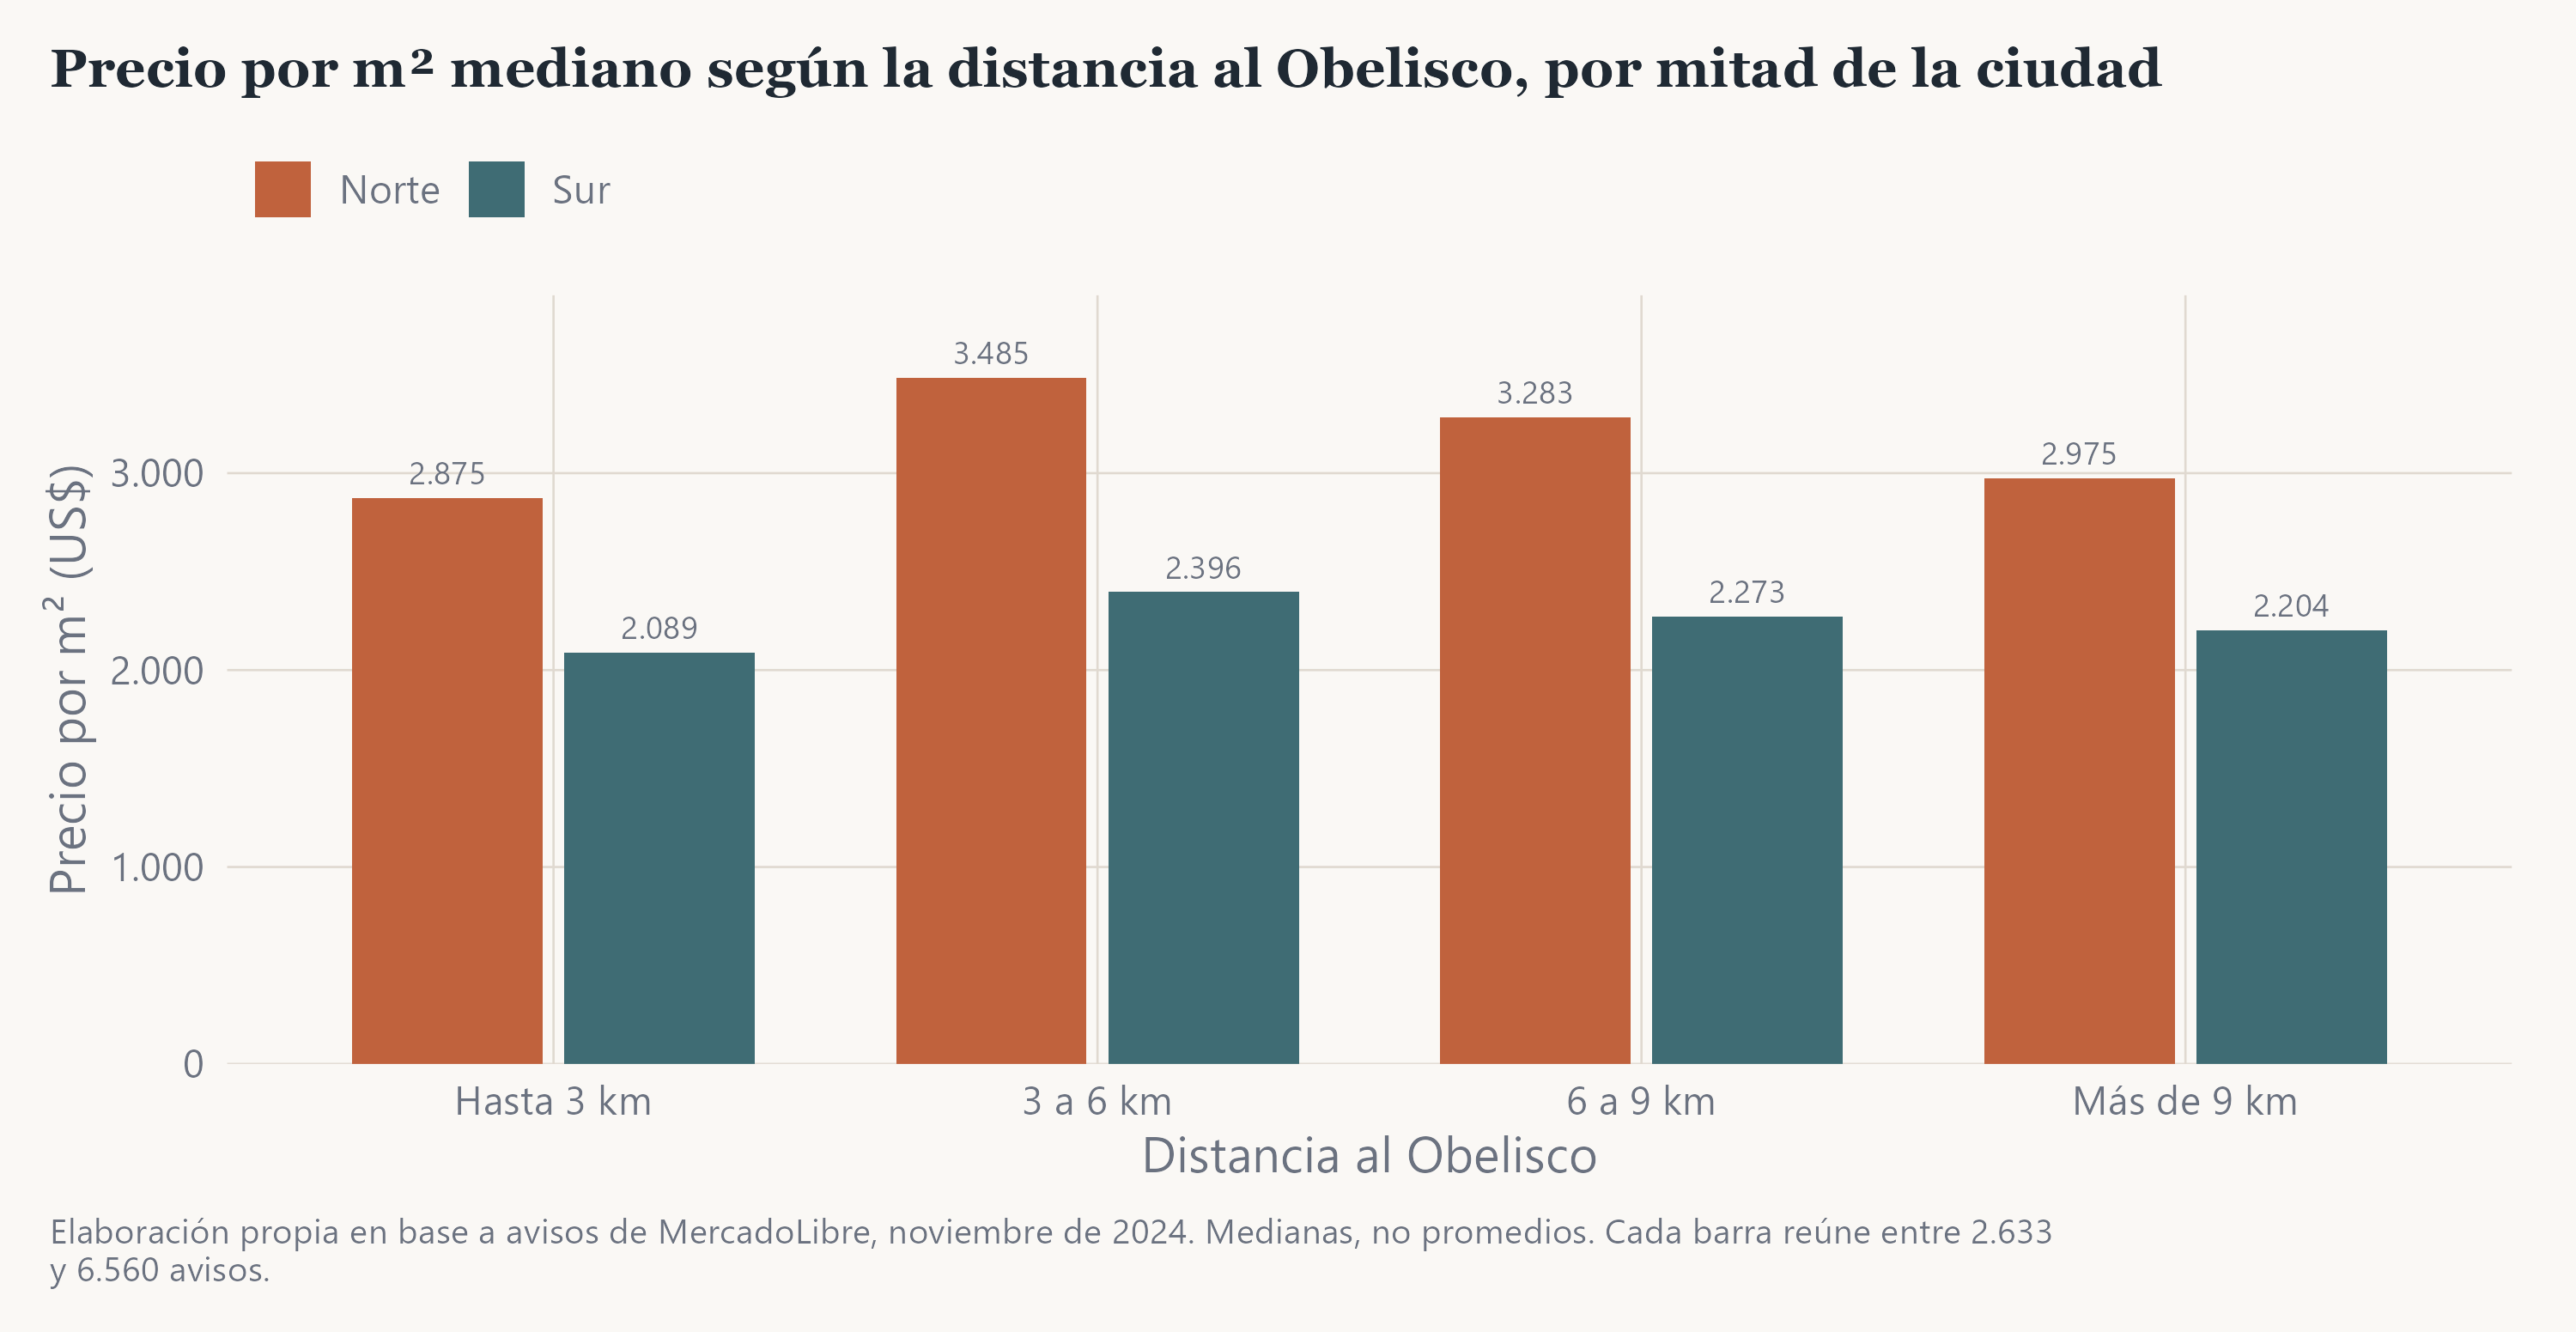 Precio por m² mediano según la distancia al Obelisco, por mitad de la ciudad
Norte
Sur
Precio por m² (US$)
3.000
2.000
1.000
0
2.875
2.089
3.485
2.396
3.283
2.273
2.975
2.204
Hasta 3 km
3 a 6 km
6 a 9 km
Más de 9 km
Distancia al Obelisco
Elaboración propia en base a avisos de MercadoLibre, noviembre de 2024. Medianas, no promedios. Cada barra reúne entre 2.633
y 6.560 avisos.